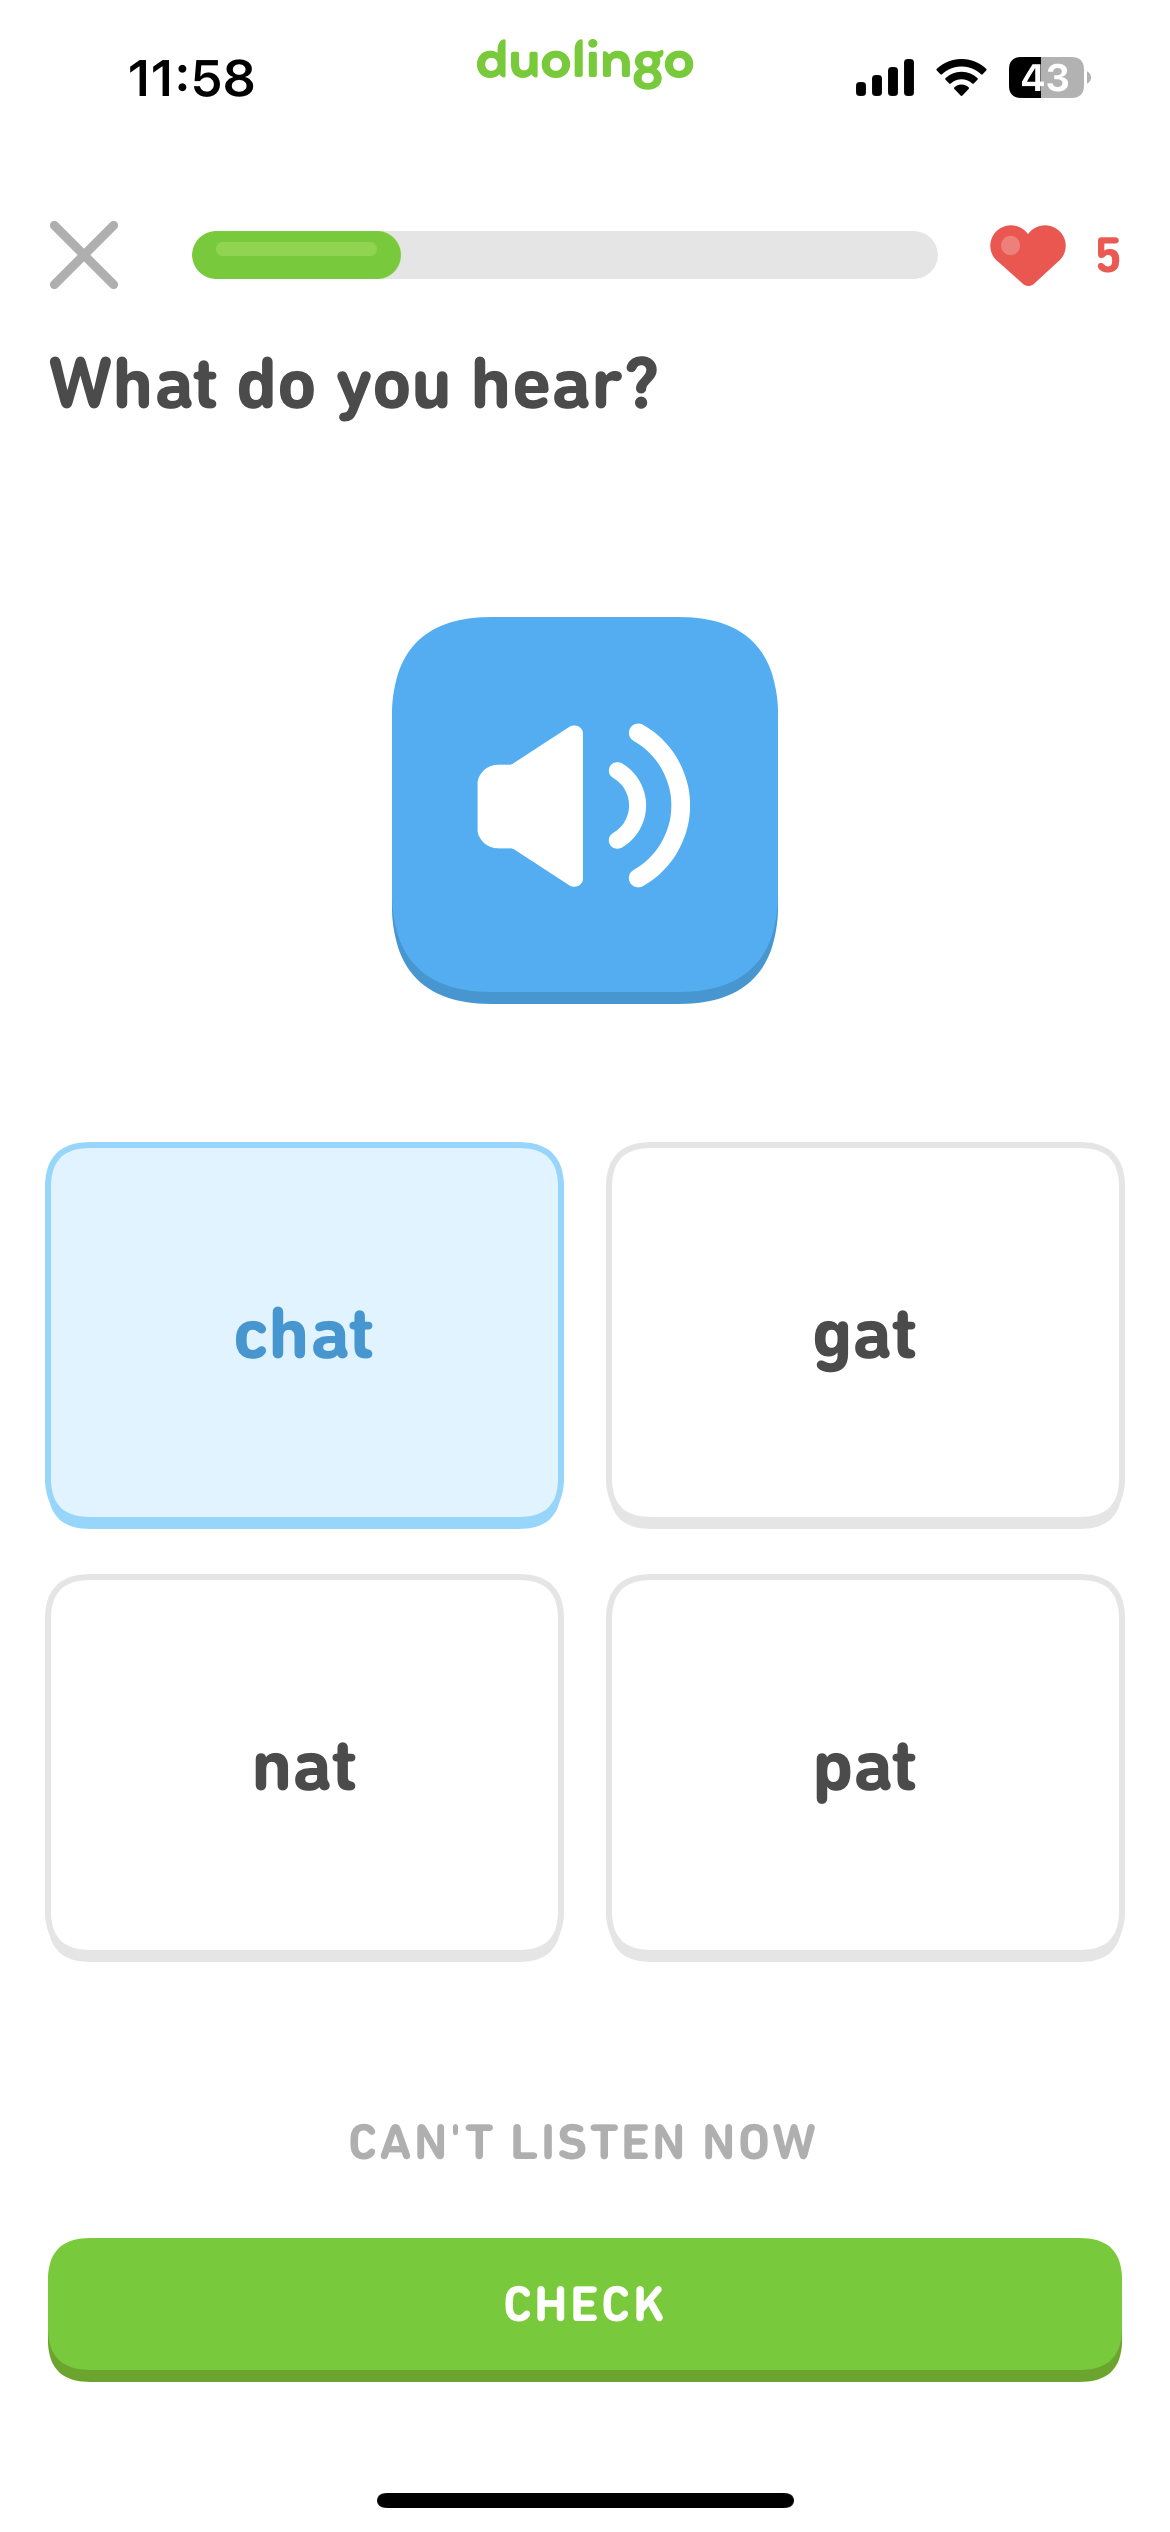 11:58
duolingo
43
5
What do you hear?
chat
gat
nat
pat
CAN'T LISTEN NOW
CHECK